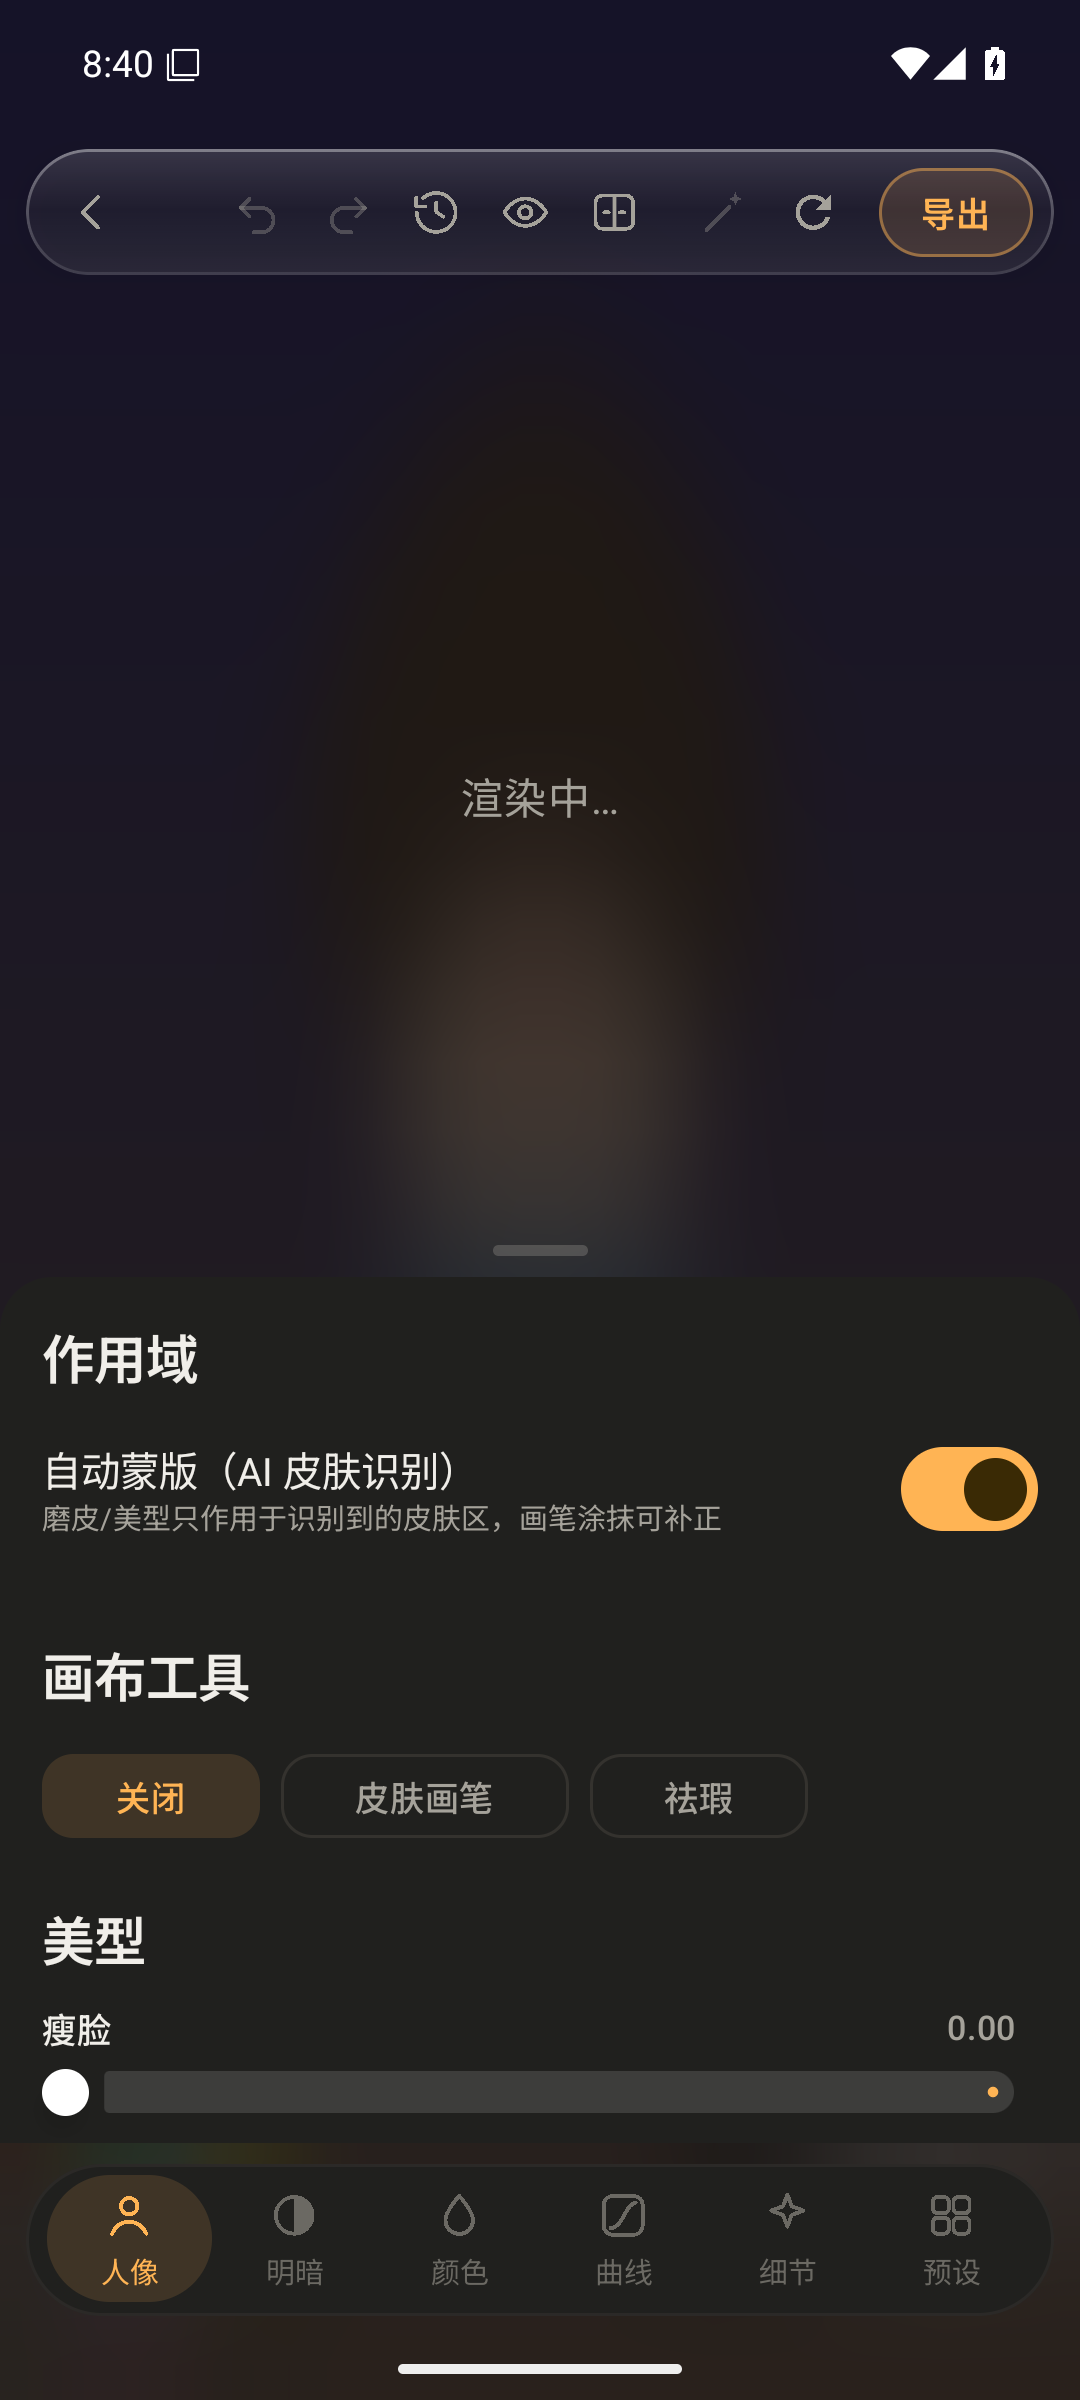 8:40
导出
渲染中...
作用域
自动蒙版（AI 皮肤识别）
磨皮/美型只作用于识别到的皮肤区，画笔涂抹可补正
画布工具
关闭
皮肤画笔
祛瑕
美型
瘦脸
0.00
人像
明暗
颜色
曲线
细节
预设